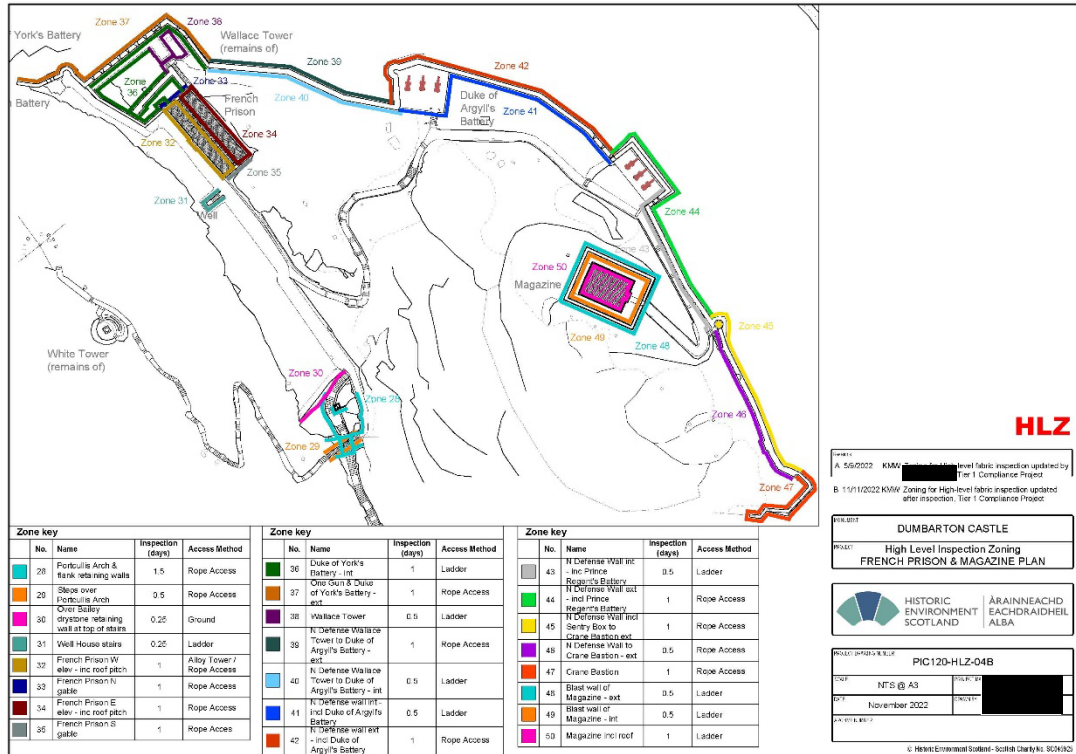 Zone 37
Zone 38
of York's Battery
Wallace Tower
(remains of)
Zone 39
Zone 42
Zone
36
Zone 33
Battery
French
Prison
Zone 40
Duke of
Argyll's
Battery
Zone 41
Zone 32
Zone 34
Zone 35
Zone 31
Well
Zone 44
Zone 43
Zone 50
Magazine
Zone 45
Zone 49
Zone 48
White Tower
(remains of)
Zone 30
Zone 28
Zone 46
Zone 29
Zone 47
HLZ
A 5/9/2022 KMW Zoning for High-level fabric inspection updated by
Tier 1 Compliance Project
B 11/11/2022 KMW Zoning for High-level fabric inspection updated
after inspection, Tier 1 Compliance Project
MONUMENT
DUMBARTON CASTLE
PROJECT
High Level Inspection Zoning
FRENCH PRISON & MAGAZINE PLAN
HISTORIC
ENVIRONMENT
SCOTLAND
ÀRAINNEACHD
EACHDRAIDHEIL
ALBA
PROJECT DRAWING NUMBER
PIC120-HLZ-04B
SCALE
NTS @ A3
DATE
November 2022
DRAWN BY
ARCHIVE NUMBER
© Historic Environment Scotland - Scottish Charity No.
Zone key
No. Name Inspection (days) Access Method
28 Portcullis Arch & flank retaining walls 1.5 Rope Access
29 Steps over Portcullis Arch 0.5 Rope Access
30 Over Bailey drystone retaining wall at top of stairs 0.25 Ground
31 Well House stairs 0.25 Ladder
32 French Prison W elev - inc roof pitch 1 Alloy Tower / Rope Access
33 French Prison N gable 1 Rope Access
34 French Prison E elev - inc roof pitch 1 Rope Access
35 French Prison S gable 1 Rope Access
Zone key
No. Name Inspection (days) Access Method
36 Duke of York's Battery - int 1 Ladder
37 One Gun & Duke of York's Battery - ext 1 Rope Access
38 Wallace Tower 0.5 Ladder
39 N Defense Wallace Tower to Duke of Argyll's Battery - ext 1 Rope Access
40 N Defense Wallace Tower to Duke of Argyll's Battery - int 0.5 Ladder
41 N Defense wall int - incl Duke of Argyll's Battery 0.5 Ladder
42 N Defense wall ext - incl Duke of Argyll's Battery 1 Rope Acces
Zone key
No. Name Inspection (days) Access Method
43 N Defense Wall int - inc Prince Regent's Battery 0.5 Ladder
44 N Defense Wall ext - incl Prince Regent's Battery 1 Rope Access
45 N Defense Wall incl Sentry Box to Crane Bastion ext 1 Rope Access
46 N Defense Wall to Crane Bastion - ext 0.5 Rope Access
47 Crane Bastion 1 Rope Access
48 Blast wall of Magazine - ext 0.5 Ladder
49 Blast wall of Magazine - int 0.5 Ladder
50 Magazine incl roof 1 Ladder